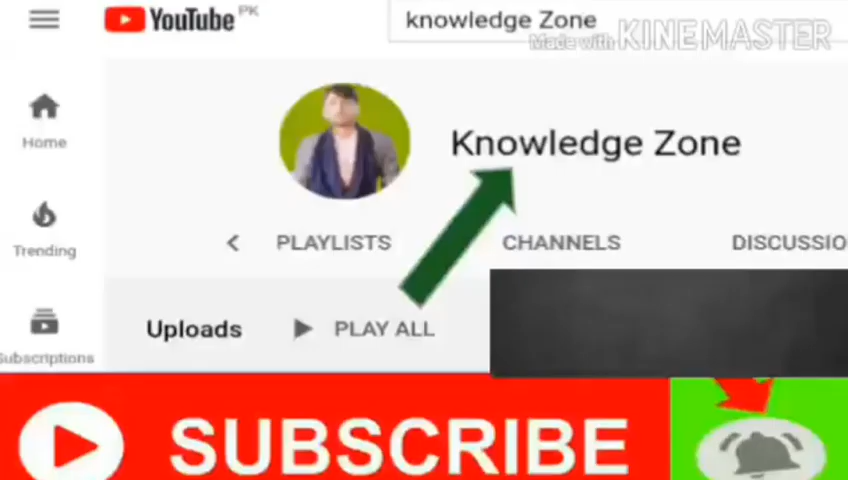 YouTube PK
knowledge Zone
Made with KINEMASTER
Home
Knowledge Zone
Trending
PLAYLISTS
CHANNELS
DISCUSSIO
Uploads
PLAY ALL
Subscriptions
SUBSCRIBE